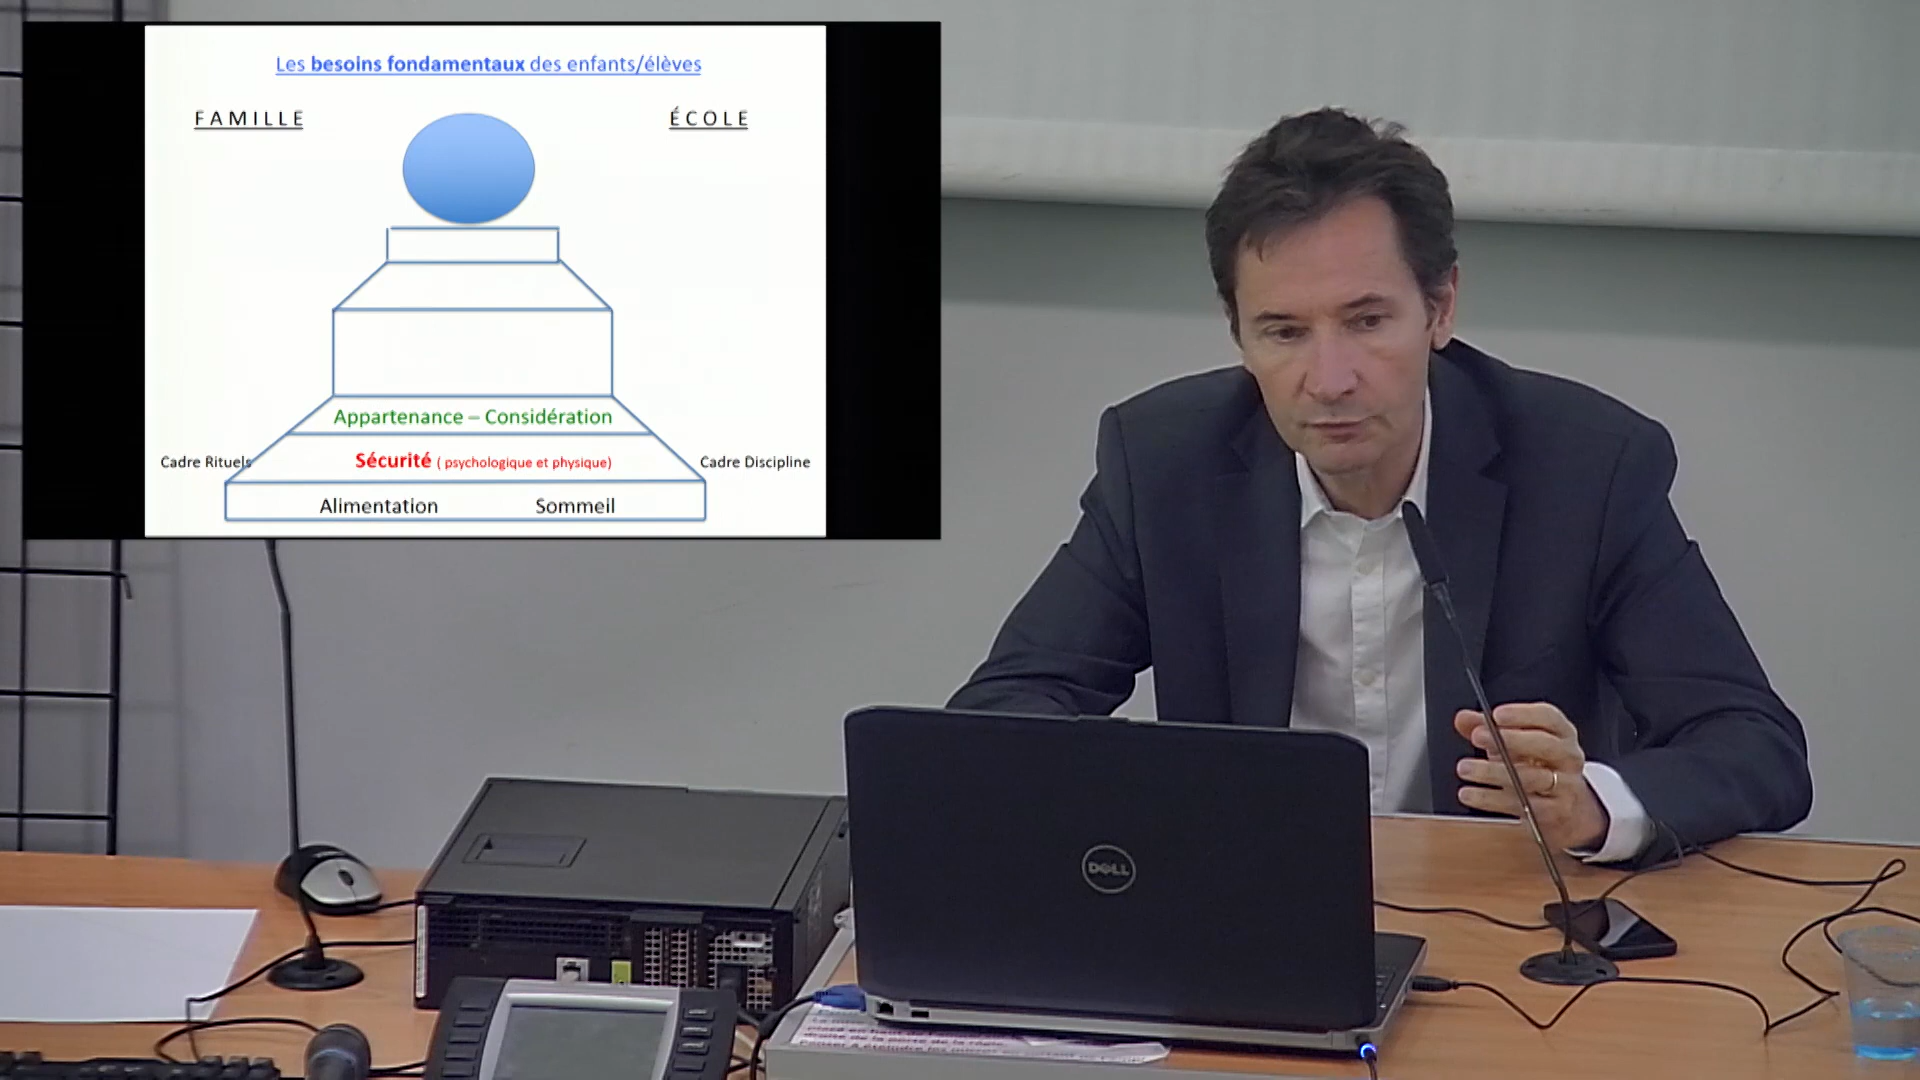 Les besoins fondamentaux des enfants/élèves
FAMILLE
ÉCOLE
Appartenance – Considération
Cadre Rituels
Sécurité ( psychologique et physique)
Cadre Discipline
Alimentation
Sommeil
DELL